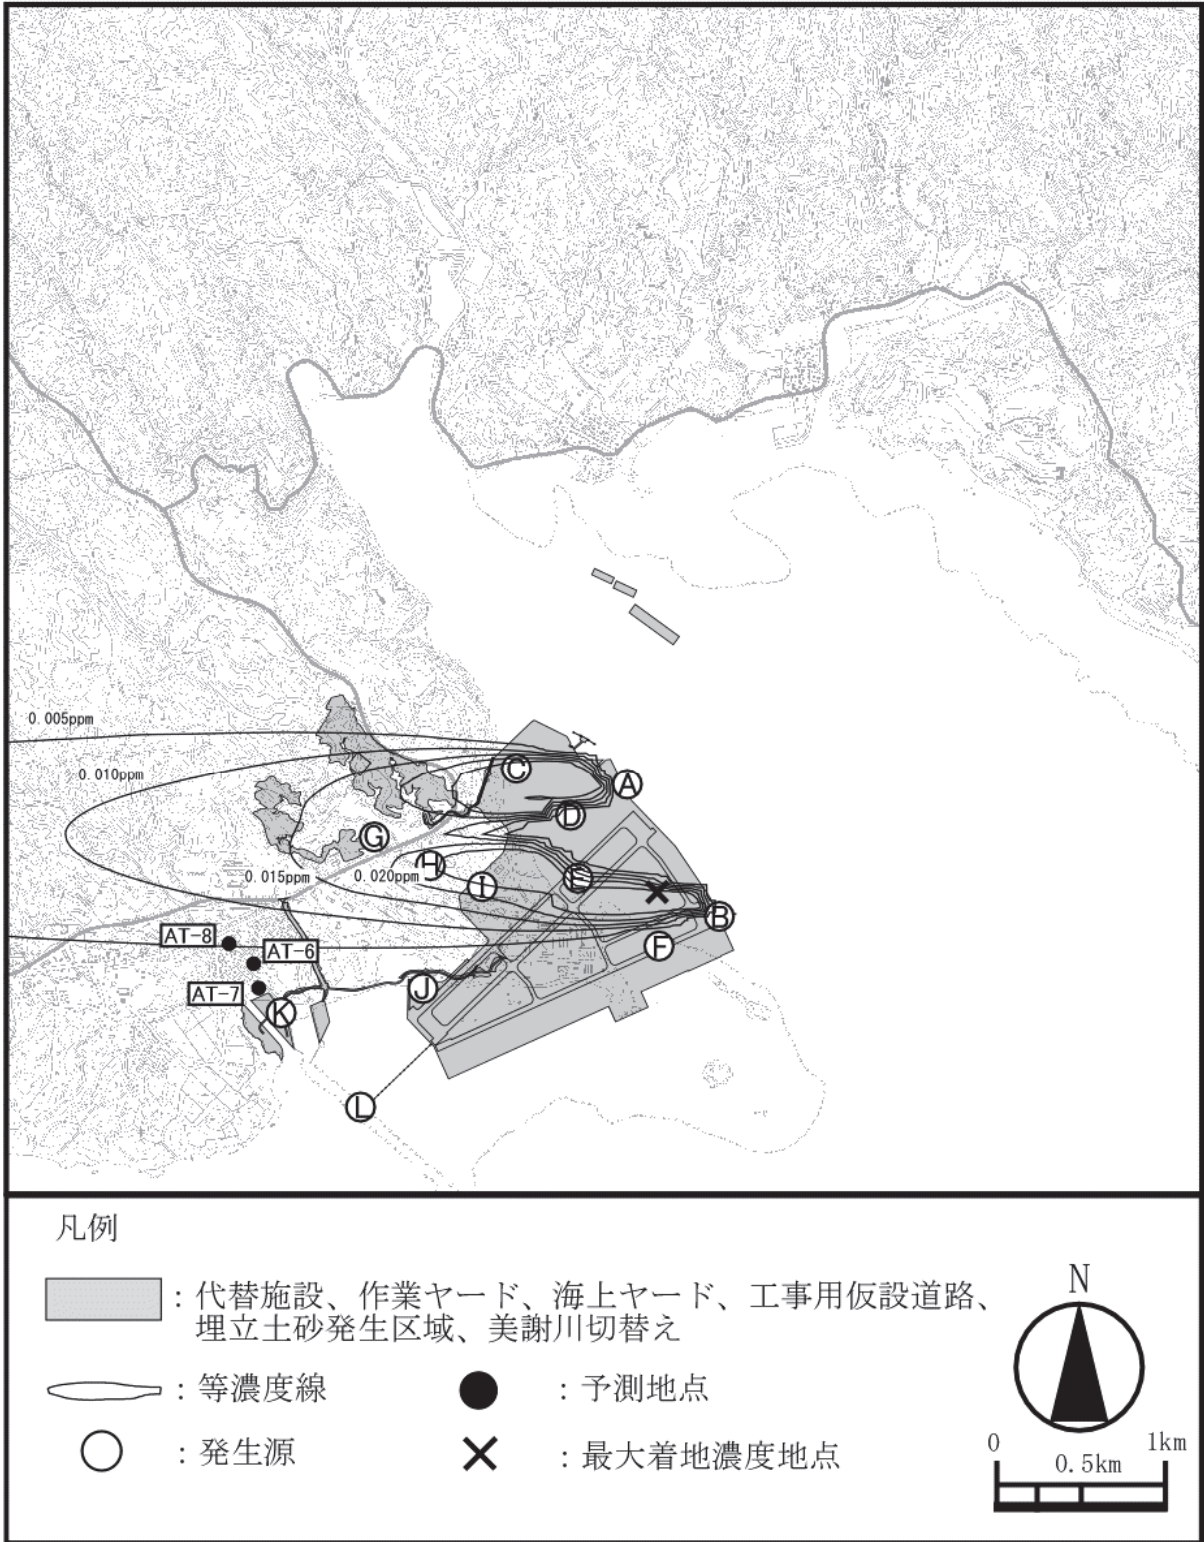 0.005ppm
0.010ppm
C
A
D
G
H
E
0.015ppm
0.020ppm
I
B
AT-8
AT-6
F
AT-7
J
K
L
凡例
：代替施設、作業ヤード、海上ヤード、工事用仮設道路、
埋立土砂発生区域、美謝川切替え
：等濃度線
：予測地点
：発生源
：最大着地濃度地点
N
0
0.5km
1km